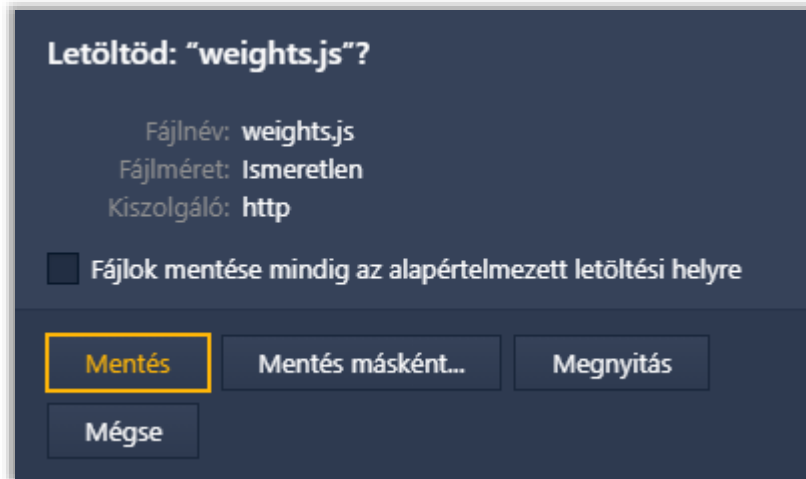 Letöltöd: “weights.js”?
Fájlnév: weights.js
Fájlméret: Ismeretlen
Kiszolgáló: http
Fájlok mentése mindig az alapértelmezett letöltési helyre
Mentés Mentés másként... Megnyitás
Mégse